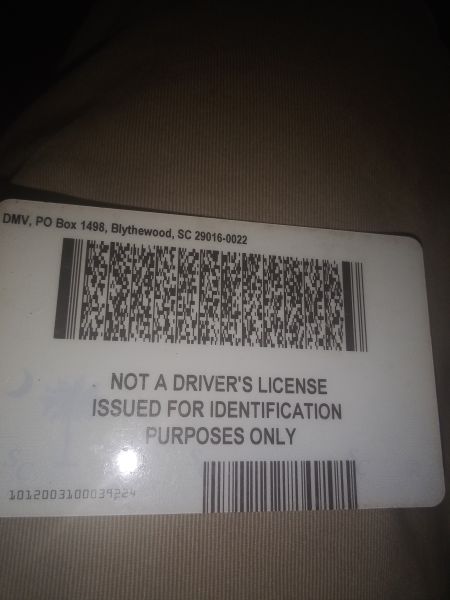 DMV, PO Box 1498, Blythewood, SC 29016-0022
NOT A DRIVER'S LICENSE
ISSUED FOR IDENTIFICATION
PURPOSES ONLY
1012003100039224